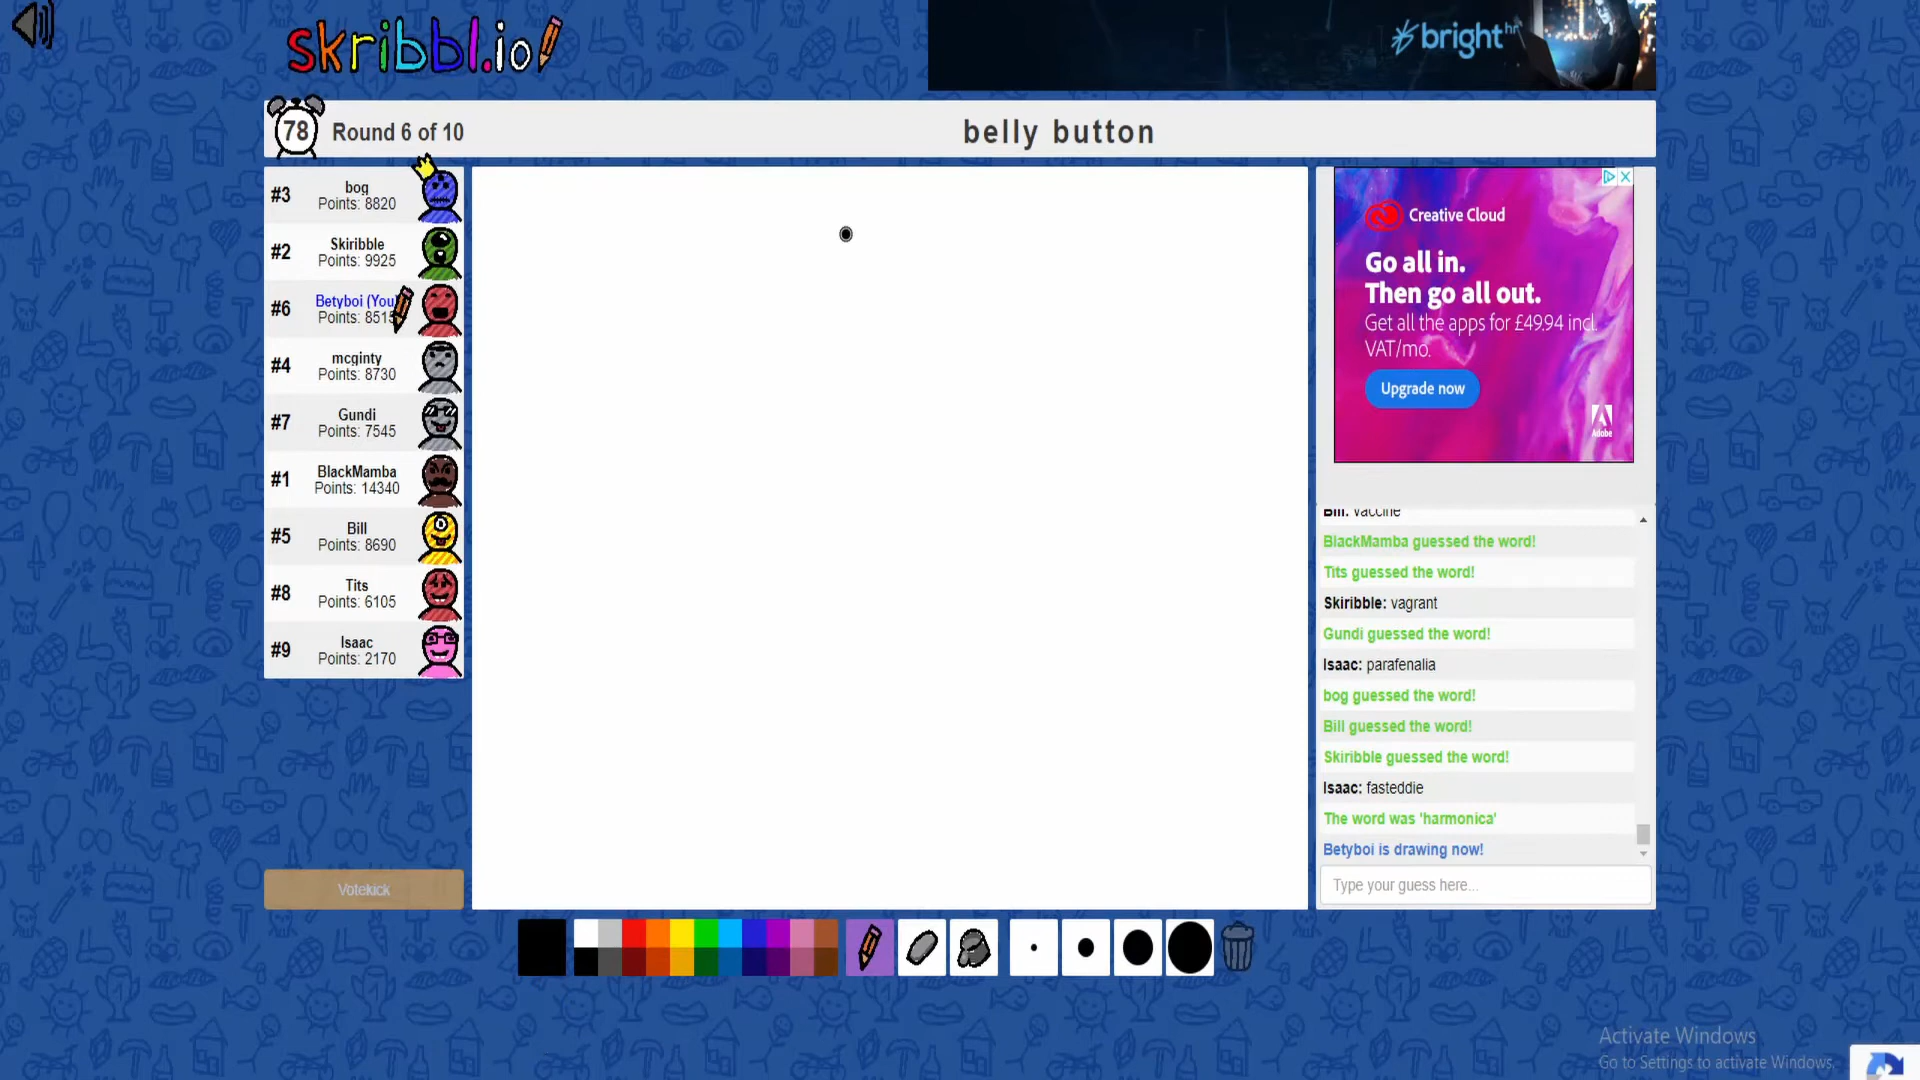 skribbl.io
bright hr
78
Round 6 of 10
belly button
#3
bog
Points: 8820
#2
Skiribble
Points: 9925
#6
Betyboi (You)
Points: 8515
#4
mcginty
Points: 8730
#7
Gundi
Points: 7545
#1
BlackMamba
Points: 14340
#5
Bill
Points: 8690
#8
Tits
Points: 6105
#9
Isaac
Points: 2170
Votekick
Creative Cloud
Go all in.
Then go all out.
Get all the apps for £49.94 incl.
VAT/mo.
Upgrade now
Adobe
Bill: vaccine
BlackMamba guessed the word!
Tits guessed the word!
Skiribble: vagrant
Gundi guessed the word!
Isaac: parafenalia
bog guessed the word!
Bill guessed the word!
Skiribble guessed the word!
Isaac: fasteddie
The word was 'harmonica'
Betyboi is drawing now!
Type your guess here...
Activate Windows
Go to Settings to activate Windows.